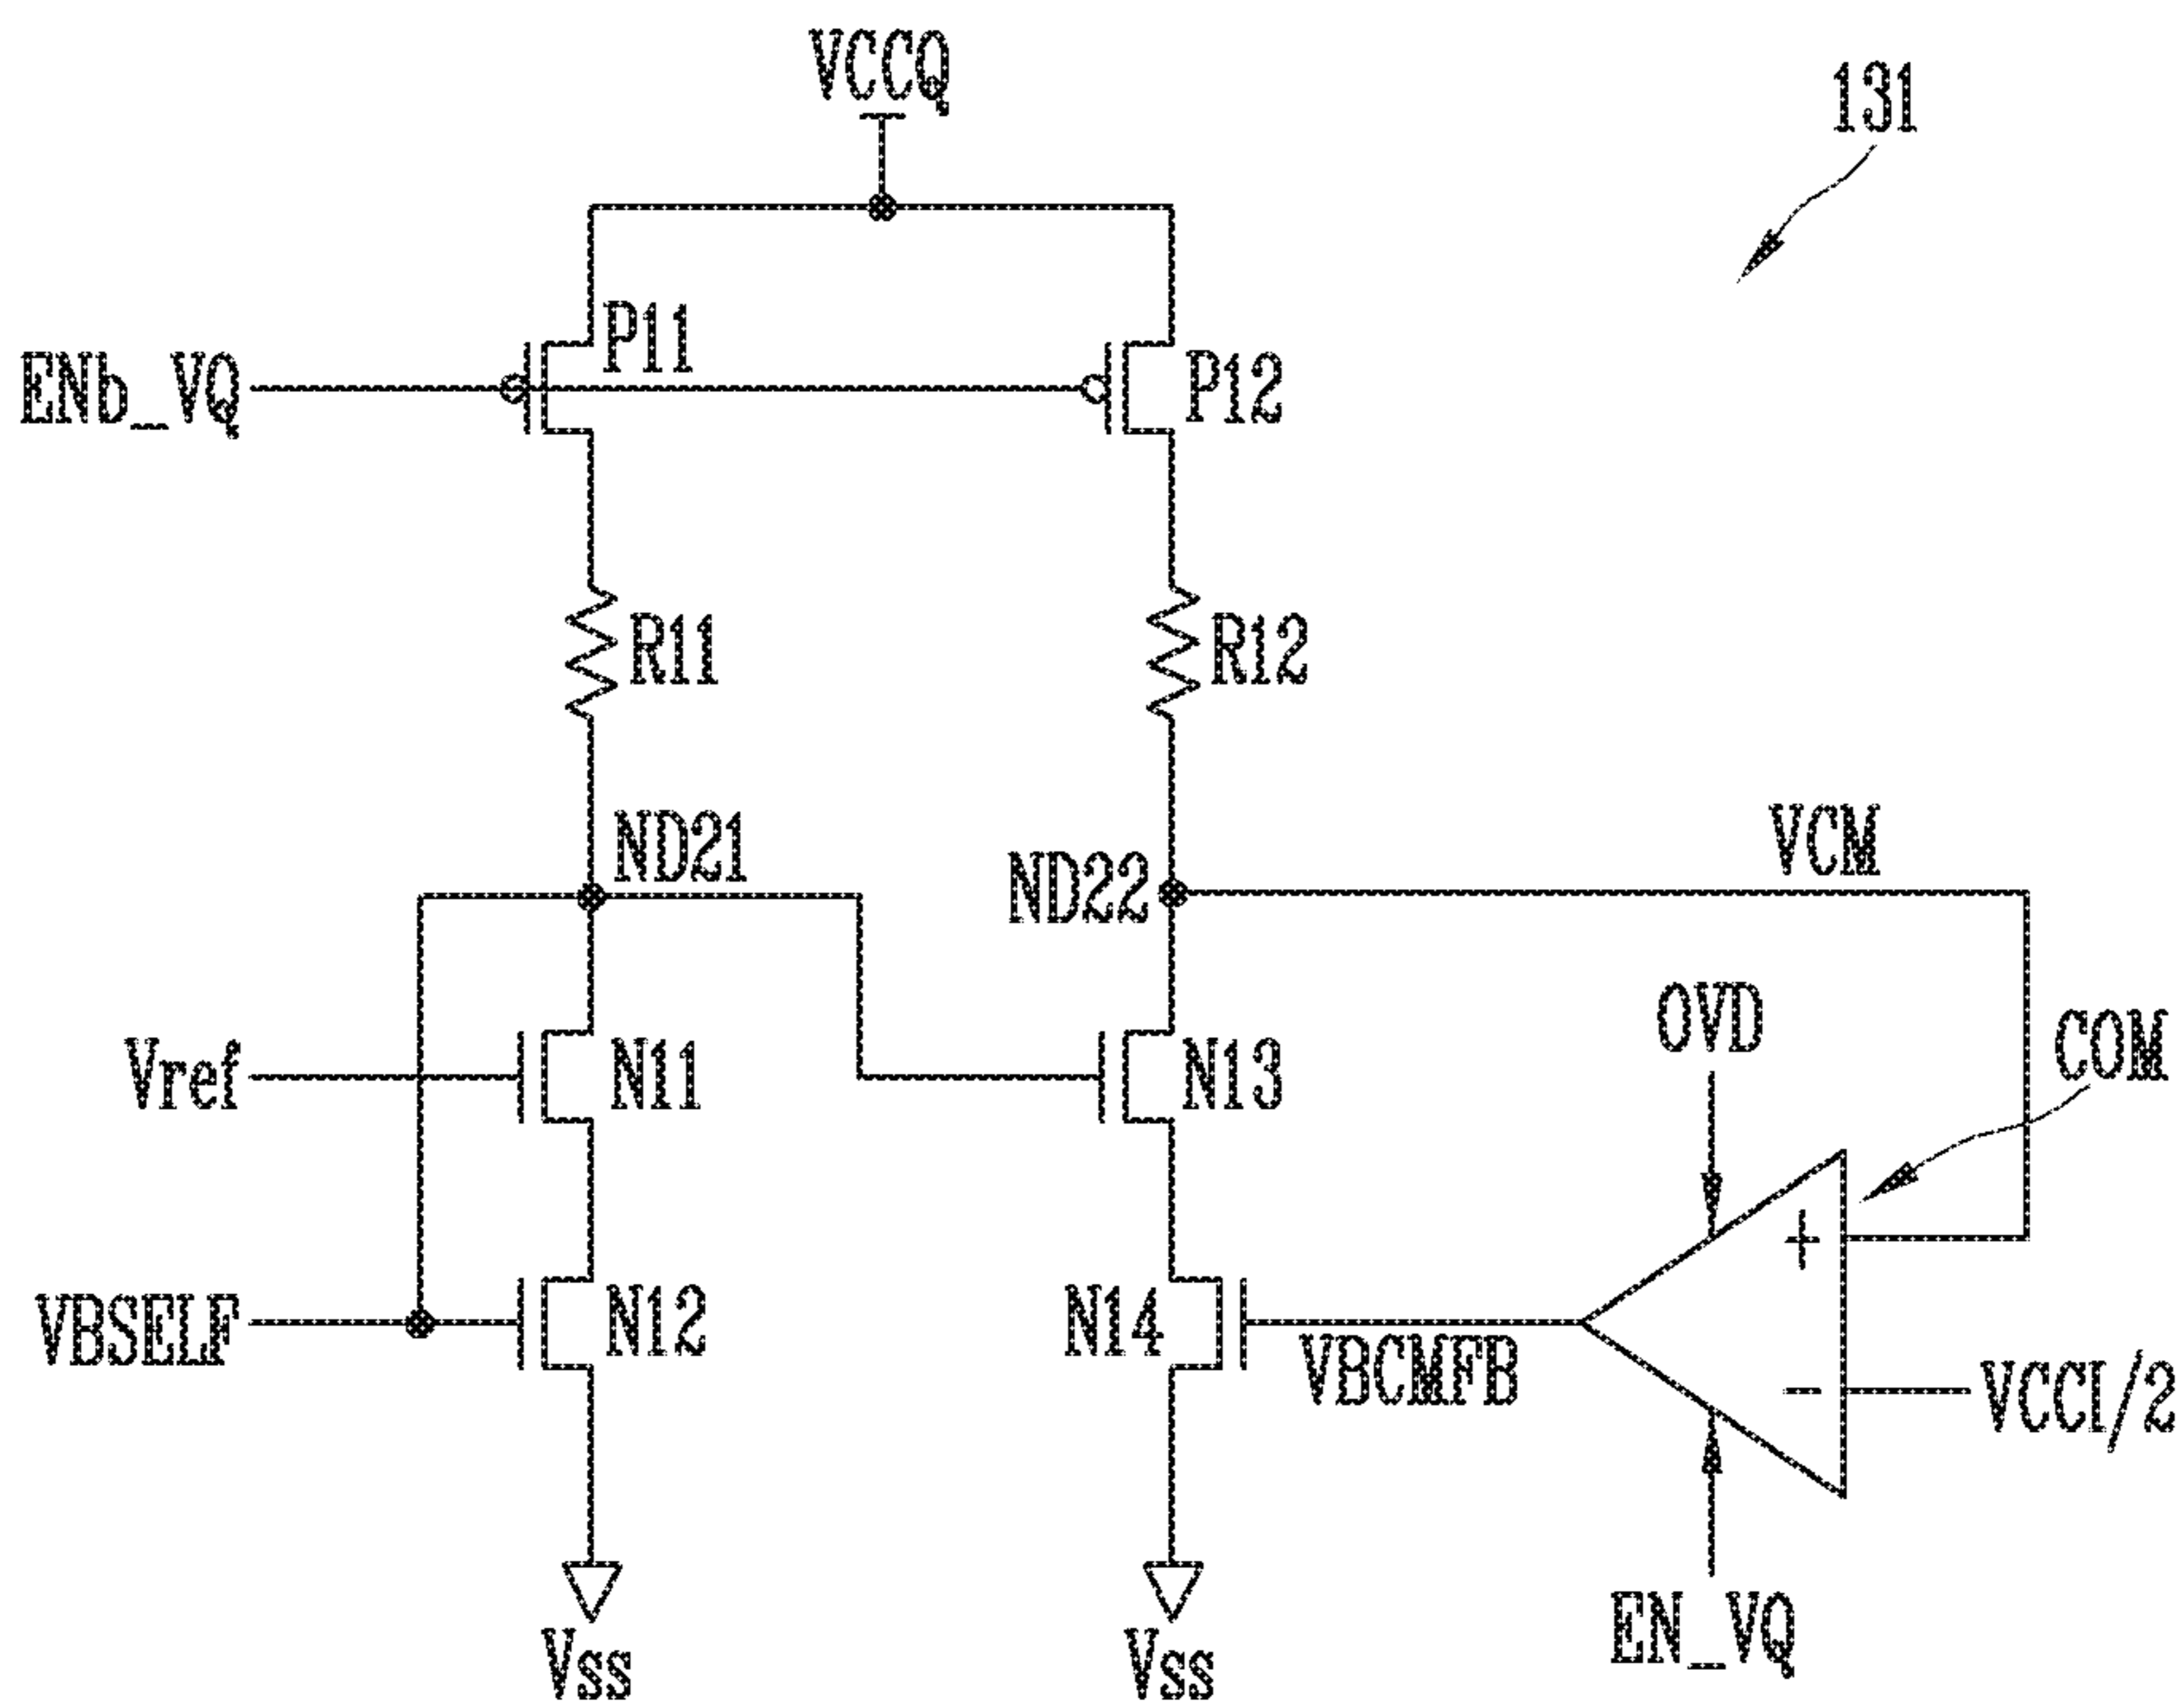 VCCQ
131
P11
ENb_VQ
P12
R11
R12
ND21
VCM
ND22
OVD
COM
Vref
N11
N13
+
VBSELF
N12
N14
VBCMFB
-
VCCI/2
EN_VQ
Vss
Vss